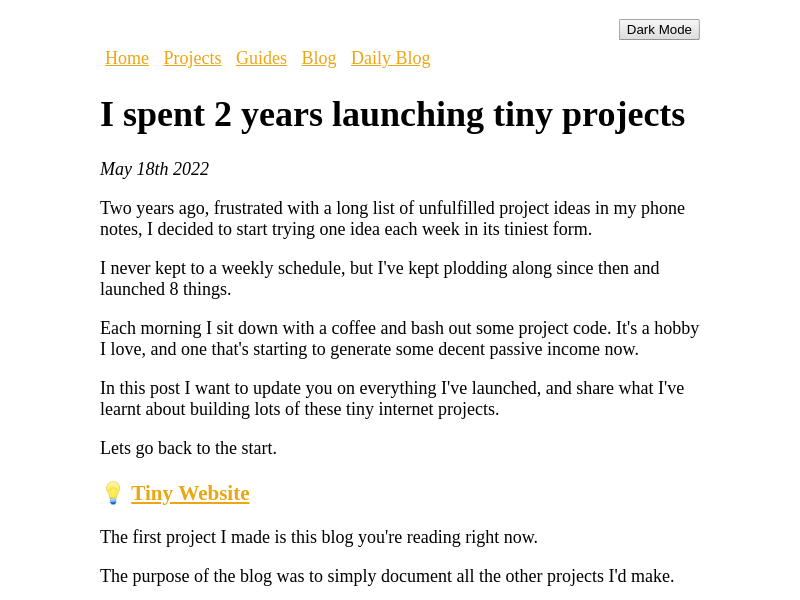 Dark Mode
Home Projects Guides Blog Daily Blog
I spent 2 years launching tiny projects
May 18th 2022
Two years ago, frustrated with a long list of unfulfilled project ideas in my phone
notes, I decided to start trying one idea each week in its tiniest form.
I never kept to a weekly schedule, but I've kept plodding along since then and
launched 8 things.
Each morning I sit down with a coffee and bash out some project code. It's a hobby
I love, and one that's starting to generate some decent passive income now.
In this post I want to update you on everything I've launched, and share what I've
learnt about building lots of these tiny internet projects.
Lets go back to the start.
💡 Tiny Website
The first project I made is this blog you're reading right now.
The purpose of the blog was to simply document all the other projects I'd make.